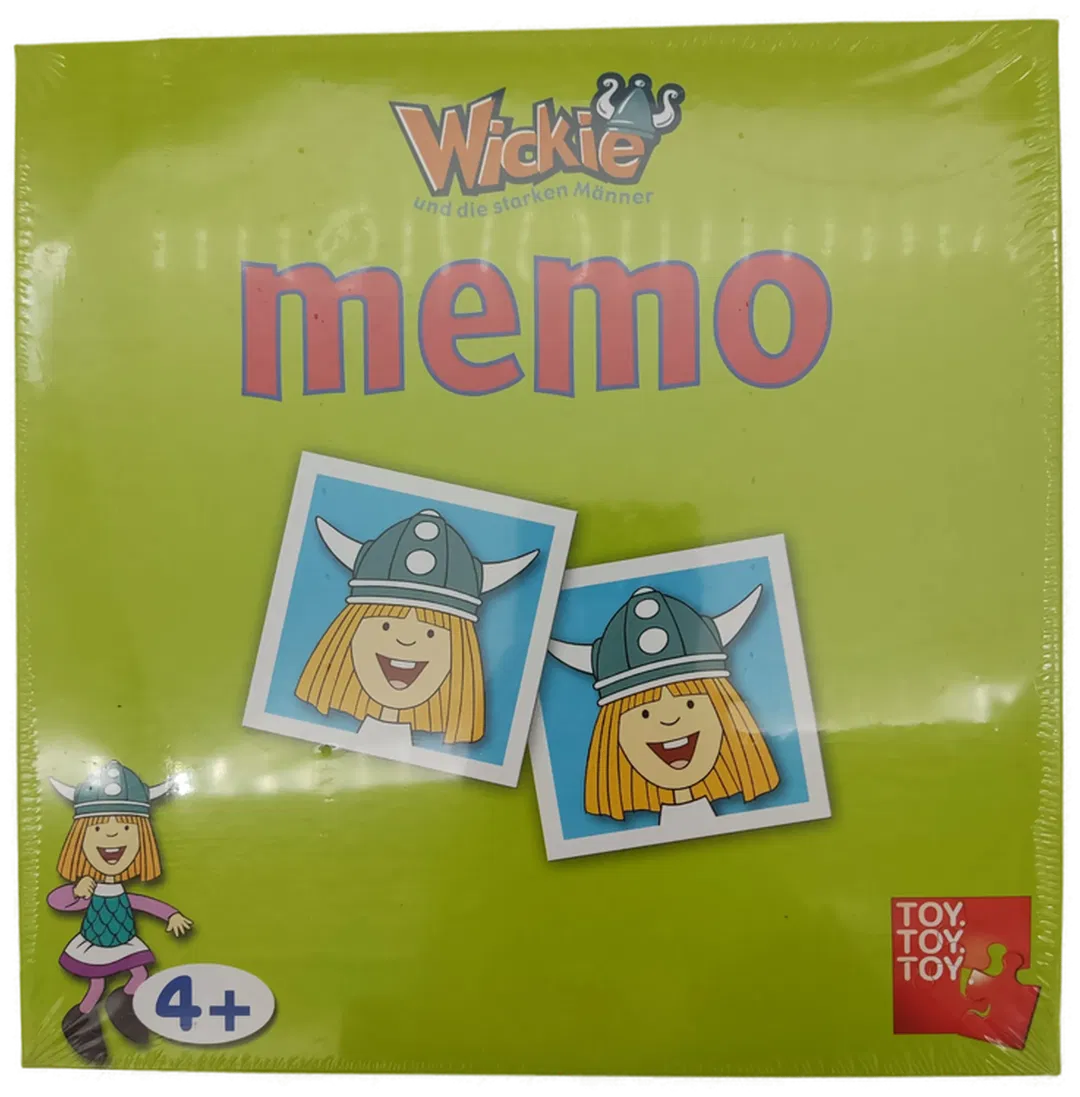 Wickie
und die starken Männer
memo
4+
TOY.
TOY.
TOY